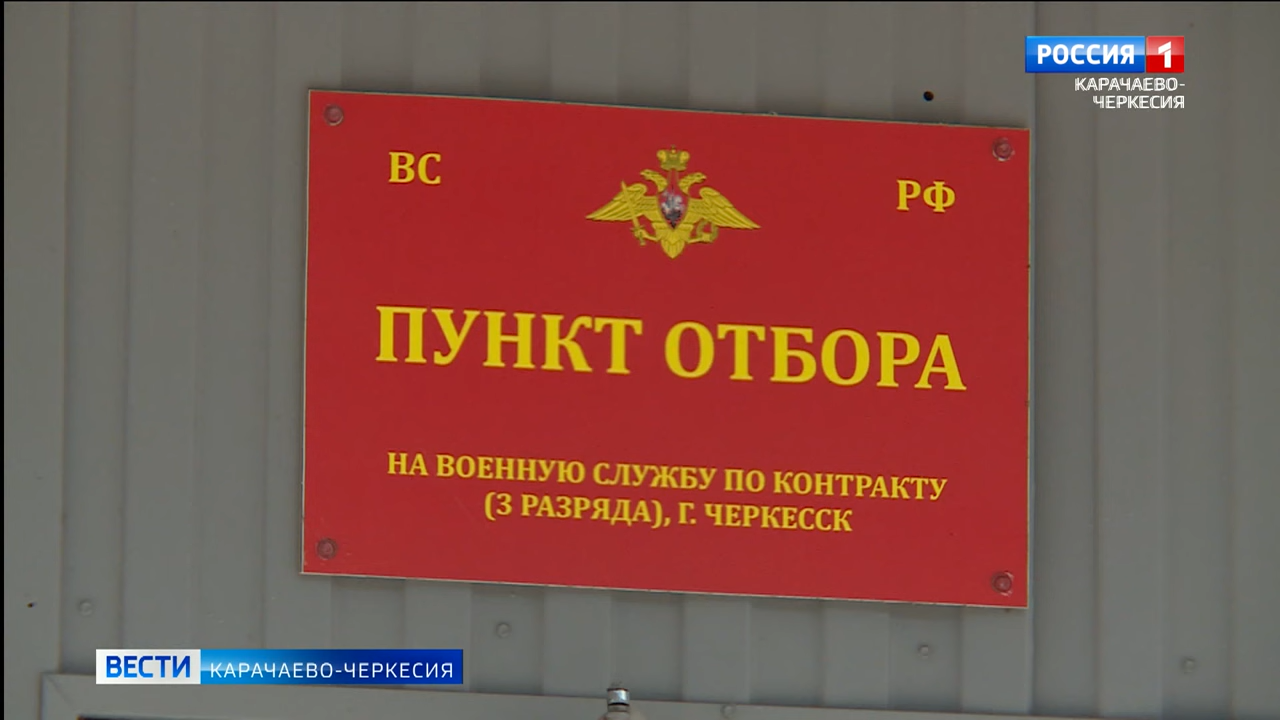 РОССИЯ 1
КАРАЧАЕВО-
ЧЕРКЕСИЯ
ВС
РФ
ПУНКТ ОТБОРА
НА ВОЕННУЮ СЛУЖБУ ПО КОНТРАКТУ
(3 РАЗРЯДА), Г. ЧЕРКЕССК
ВЕСТИ КАРАЧАЕВО-ЧЕРКЕСИЯ